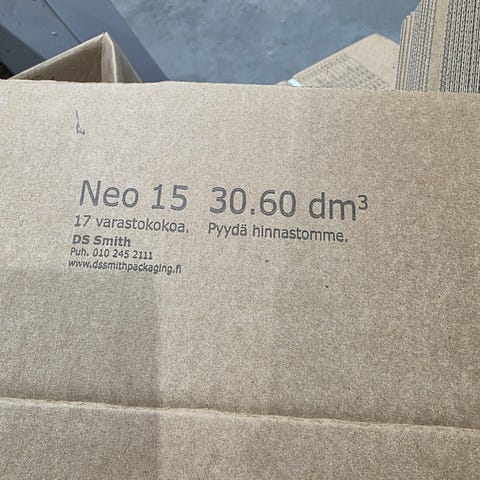 Neo 15 30.60 dm³
17 varastokokoa. Pyydä hinnastomme.
DS Smith
Puh. 010 245 2111
www.dssmithpackaging.fi